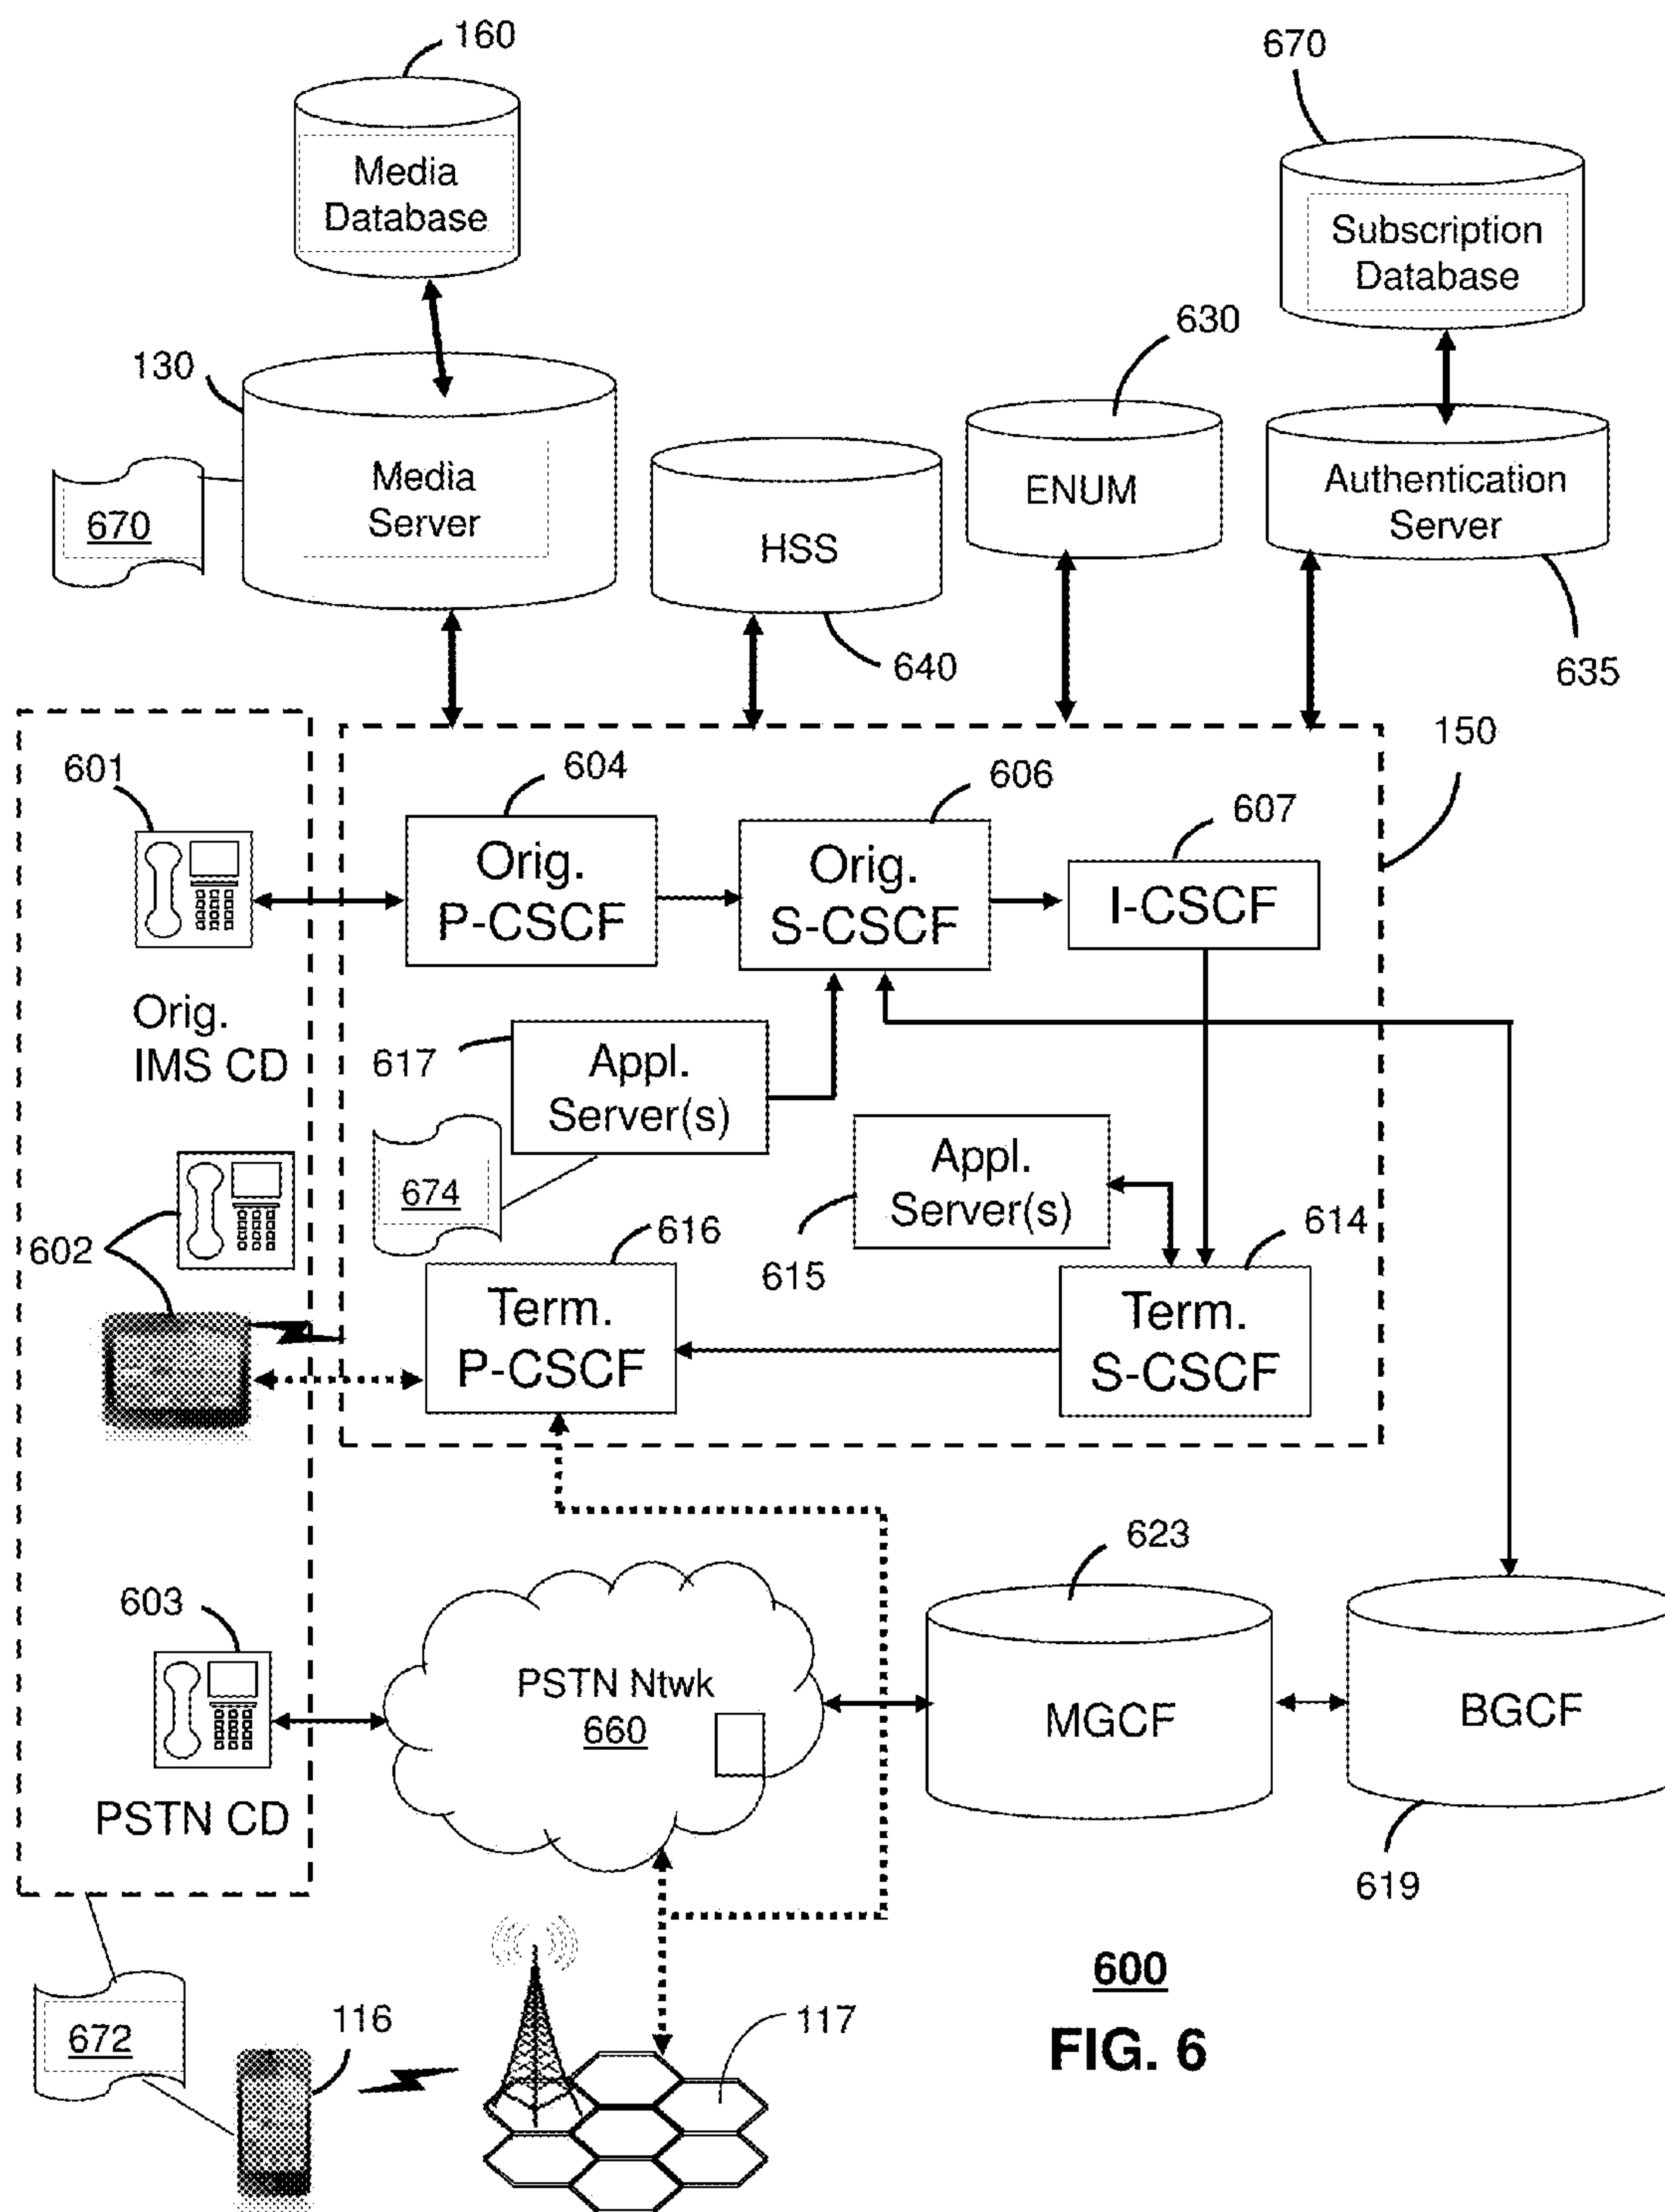 160
670
Media
Database
Subscription
Database
630
130
Media
Server
670
HSS
ENUM
Authentication
Server
640
635
150
601
604
606
607
Orig.
P-CSCF
Orig.
S-CSCF
I-CSCF
Orig.
IMS CD
617
Appl.
Server(s)
674
Appl.
Server(s)
602
616
615
614
Term.
P-CSCF
Term.
S-CSCF
623
603
PSTN Ntwk
660
MGCF
BGCF
PSTN CD
619
672
116
117
600
FIG. 6